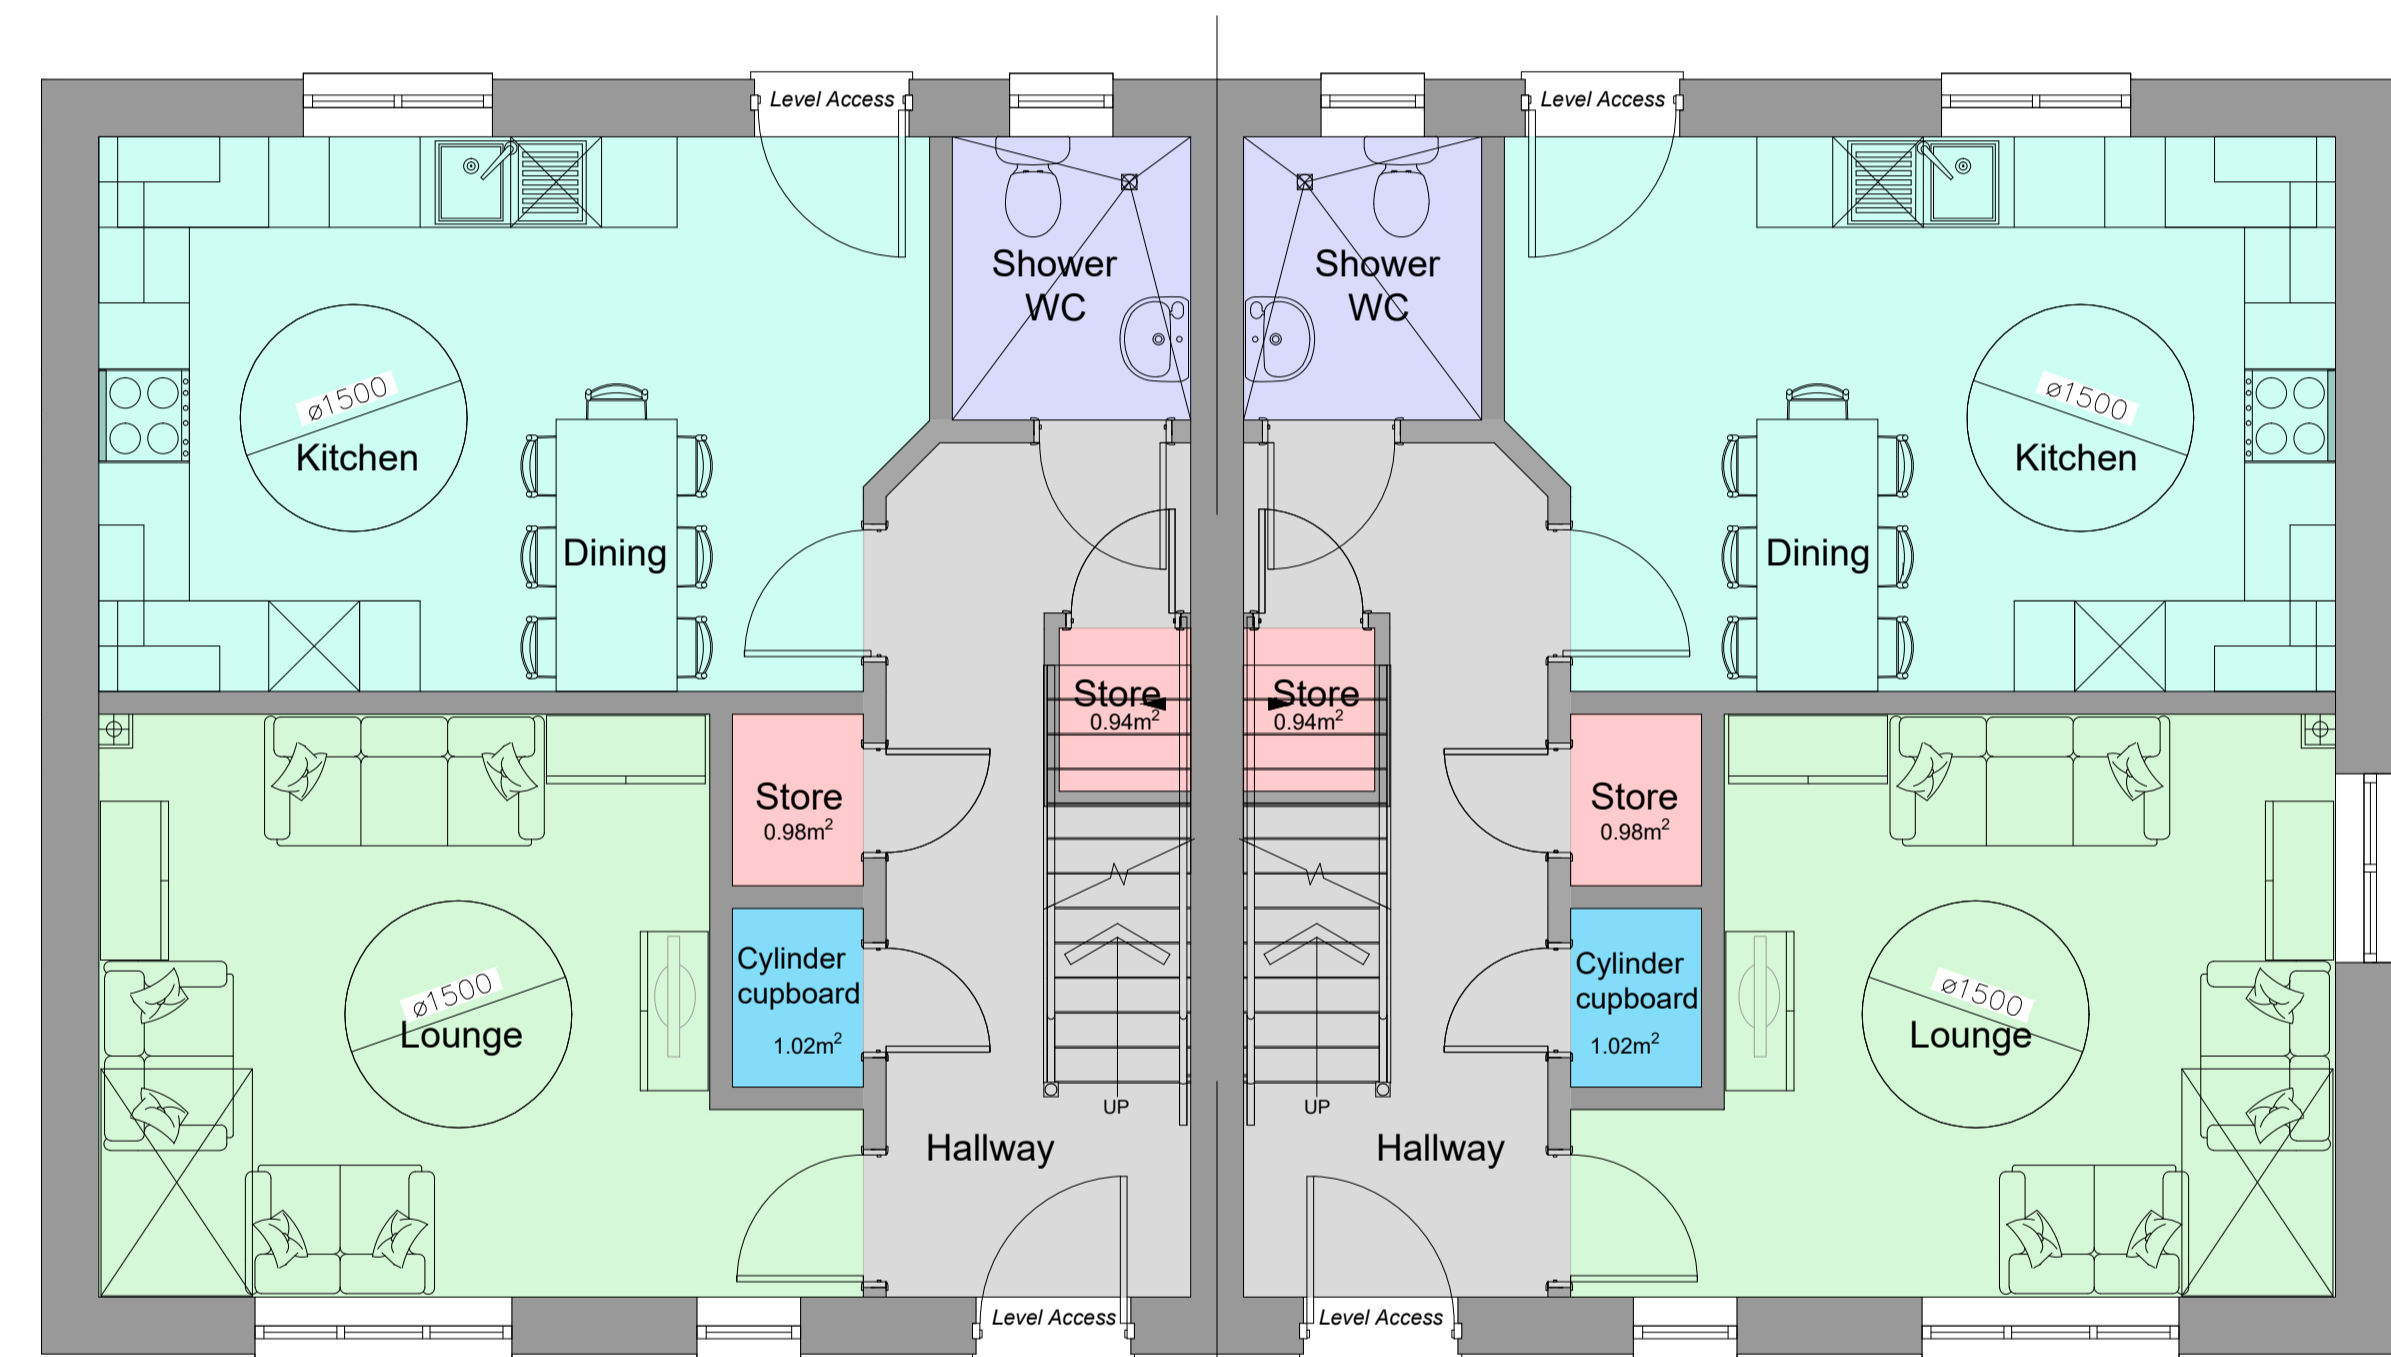 Level Access
Level Access
Shower
WC
Shower
WC
ø1500
Kitchen
ø1500
Kitchen
Dining
Dining
Store
0.94m²
Store
0.94m²
Store
0.98m²
Store
0.98m²
Cylinder
cupboard
1.02m²
Cylinder
cupboard
1.02m²
ø1500
Lounge
ø1500
Lounge
UP
UP
Hallway
Hallway
Level Access
Level Access